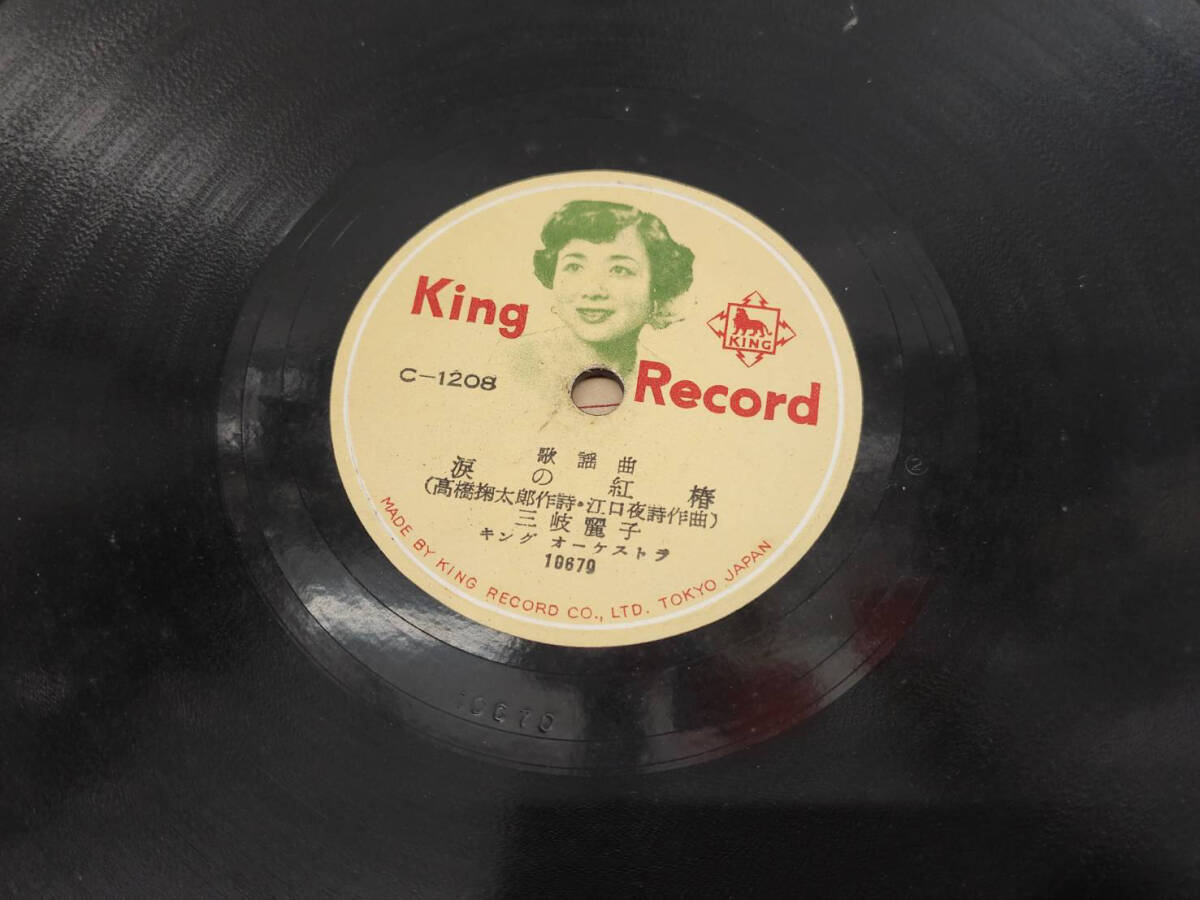 King
KING
C-1208
Record
歌謡曲
涙の紅椿
(髙橋掬太郎作詩・江口夜詩作曲)
三岐麗子
キング オーケストラ
10679
MADE BY KING RECORD CO., LTD. TOKYO JAPAN
②